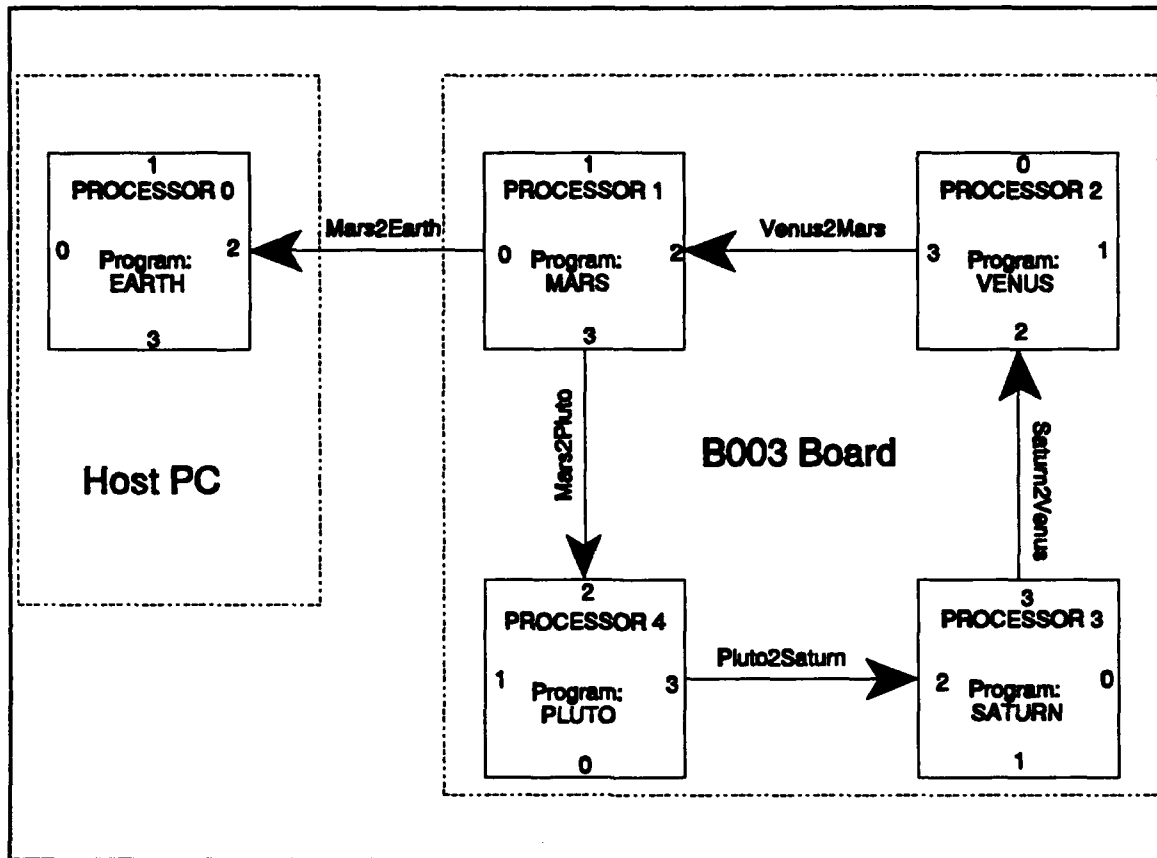 1
PROCESSOR 0
0
2
Program:
EARTH
3
Host PC
Mars2Earth
1
PROCESSOR 1
0
2
Program:
MARS
3
Venus2Mars
0
PROCESSOR 2
3
1
Program:
VENUS
2
Mars2Pluto
B003 Board
Saturn2Venus
2
PROCESSOR 4
1
3
Program:
PLUTO
0
Pluto2Saturn
3
PROCESSOR 3
2
0
Program:
SATURN
1